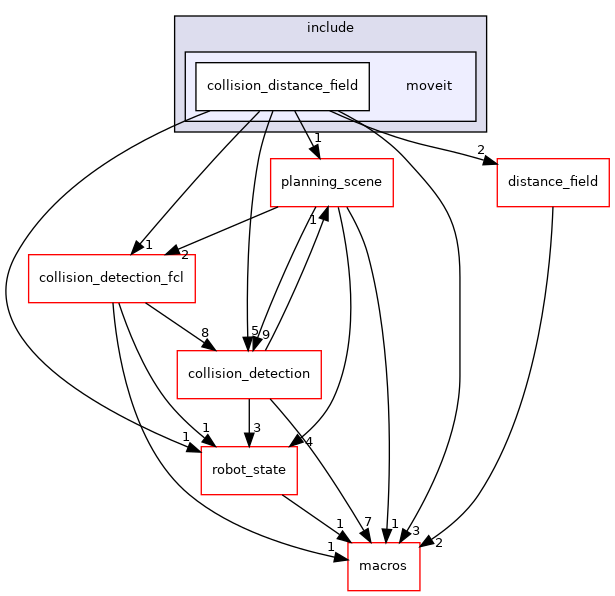 include
collision_distance_field
moveit
1
2
planning_scene
distance_field
1
1
2
collision_detection_fcl
8
5
9
collision_detection
1
1
3
4
robot_state
1
7
1
3
2
1
macros